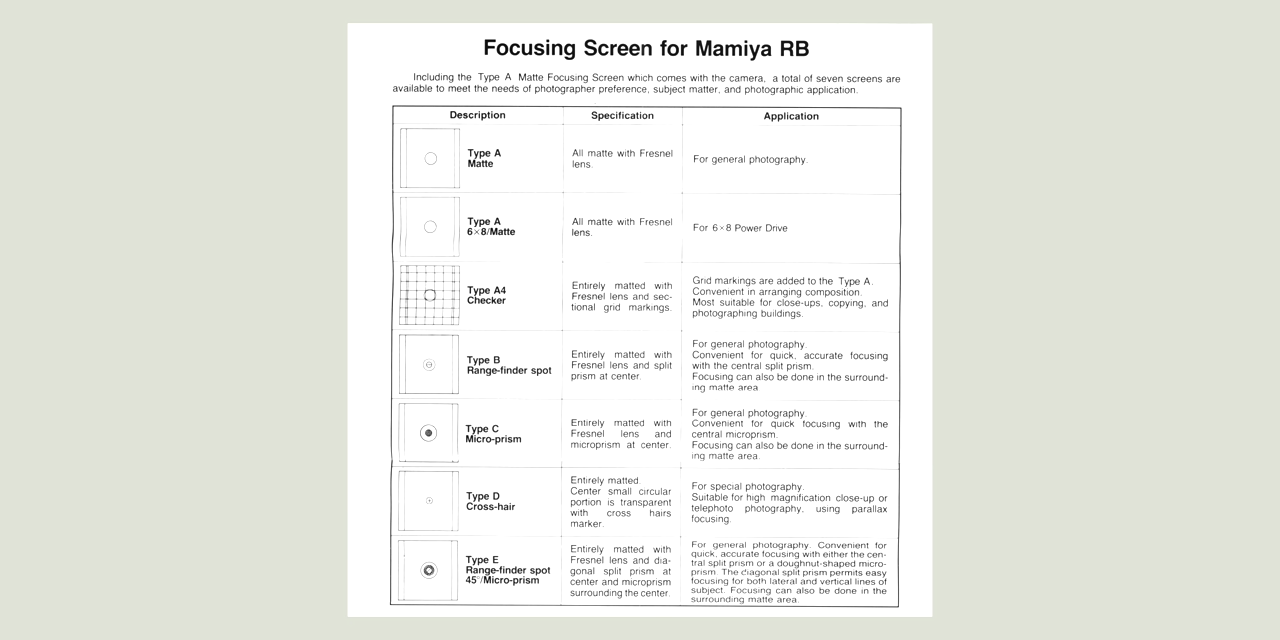 Focusing Screen for Mamiya RB
Including the Type A Matte Focusing Screen which comes with the camera, a total of seven screens are
available to meet the needs of photographer preference, subject matter, and photographic application.
Description
Specification
Application
Type A
Matte
All matte with Fresnel
lens.
For general photography.
Type A
6×8/Matte
All matte with Fresnel
lens.
For 6×8 Power Drive
Type A4
Checker
Entirely matted with
Fresnel lens and sec-
tional grid markings.
Grid markings are added to the Type A.
Convenient in arranging composition.
Most suitable for close-ups, copying, and
photographing buildings.
Type B
Range-finder spot
Entirely matted with
Fresnel lens and split
prism at center.
For general photography.
Convenient for quick, accurate focusing
with the central split prism.
Focusing can also be done in the surround-
ing matte area.
Type C
Micro-prism
Entirely matted with
Fresnel lens and
microprism at center.
For general photography.
Convenient for quick focusing with the
central microprism.
Focusing can also be done in the surround-
ing matte area.
Type D
Cross-hair
Entirely matted.
Center small circular
portion is transparent
with cross hairs
marker.
For special photography.
Suitable for high magnification close-up or
telephoto photography, using parallax
focusing.
Type E
Range-finder spot
45°/Micro-prism
Entirely matted with
Fresnel lens and dia-
gonal split prism at
center and microprism
surrounding the center.
For general photography. Convenient for
quick, accurate focusing with either the cen-
tral split prism or a doughnut-shaped micro-
prism. The diagonal split prism permits easy
focusing for both lateral and vertical lines of
subject. Focusing can also be done in the
surrounding matte area.